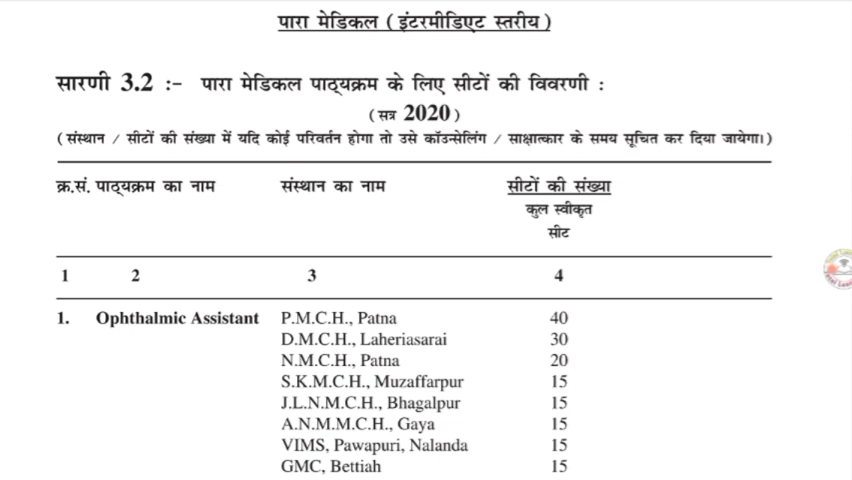 पारा मेडिकल ( इंटरमीडिएट स्तरीय )
सारणी 3.2 :- पारा मेडिकल पाठ्यक्रम के लिए सीटों की विवरणी :
(सत्र 2020)
( संस्थान / सीटों की संख्या में यदि कोई परिवर्तन होगा तो उसे कॉउन्सेलिंग / साक्षात्कार के समय सूचित कर दिया जायेगा।)
क्र.सं. पाठ्यक्रम का नाम संस्थान का नाम सीटों की संख्या
कुल स्वीकृत
सीट
1 2 3 4
1. Ophthalmic Assistant P.M.C.H., Patna 40
D.M.C.H., Laheriasarai 30
N.M.C.H., Patna 20
S.K.M.C.H., Muzaffarpur 15
J.L.N.M.C.H., Bhagalpur 15
A.N.M.M.C.H., Gaya 15
VIMS, Pawapuri, Nalanda 15
GMC, Bettiah 15